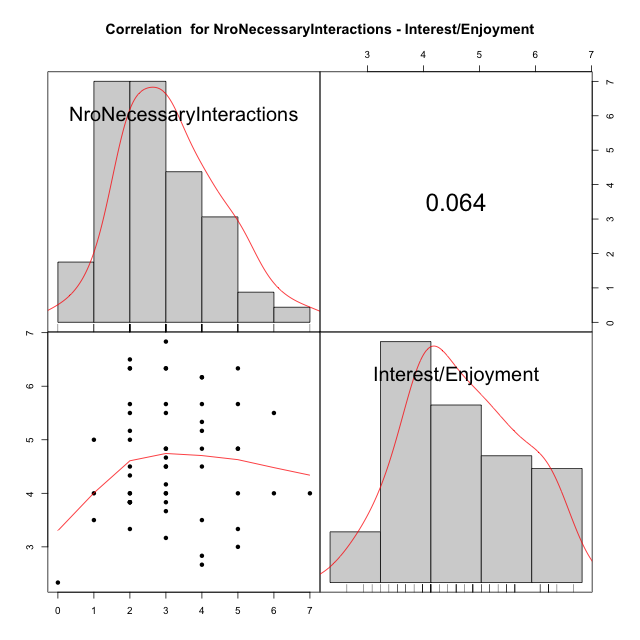 Correlation  for NroNecessaryInteractions - Interest/Enjoyment
3 4 5 6 7
NroNecessaryInteractions
0.064
7
6
5
4
3
2
1
0
7
6
5
4
3
Interest/Enjoyment
0 1 2 3 4 5 6 7